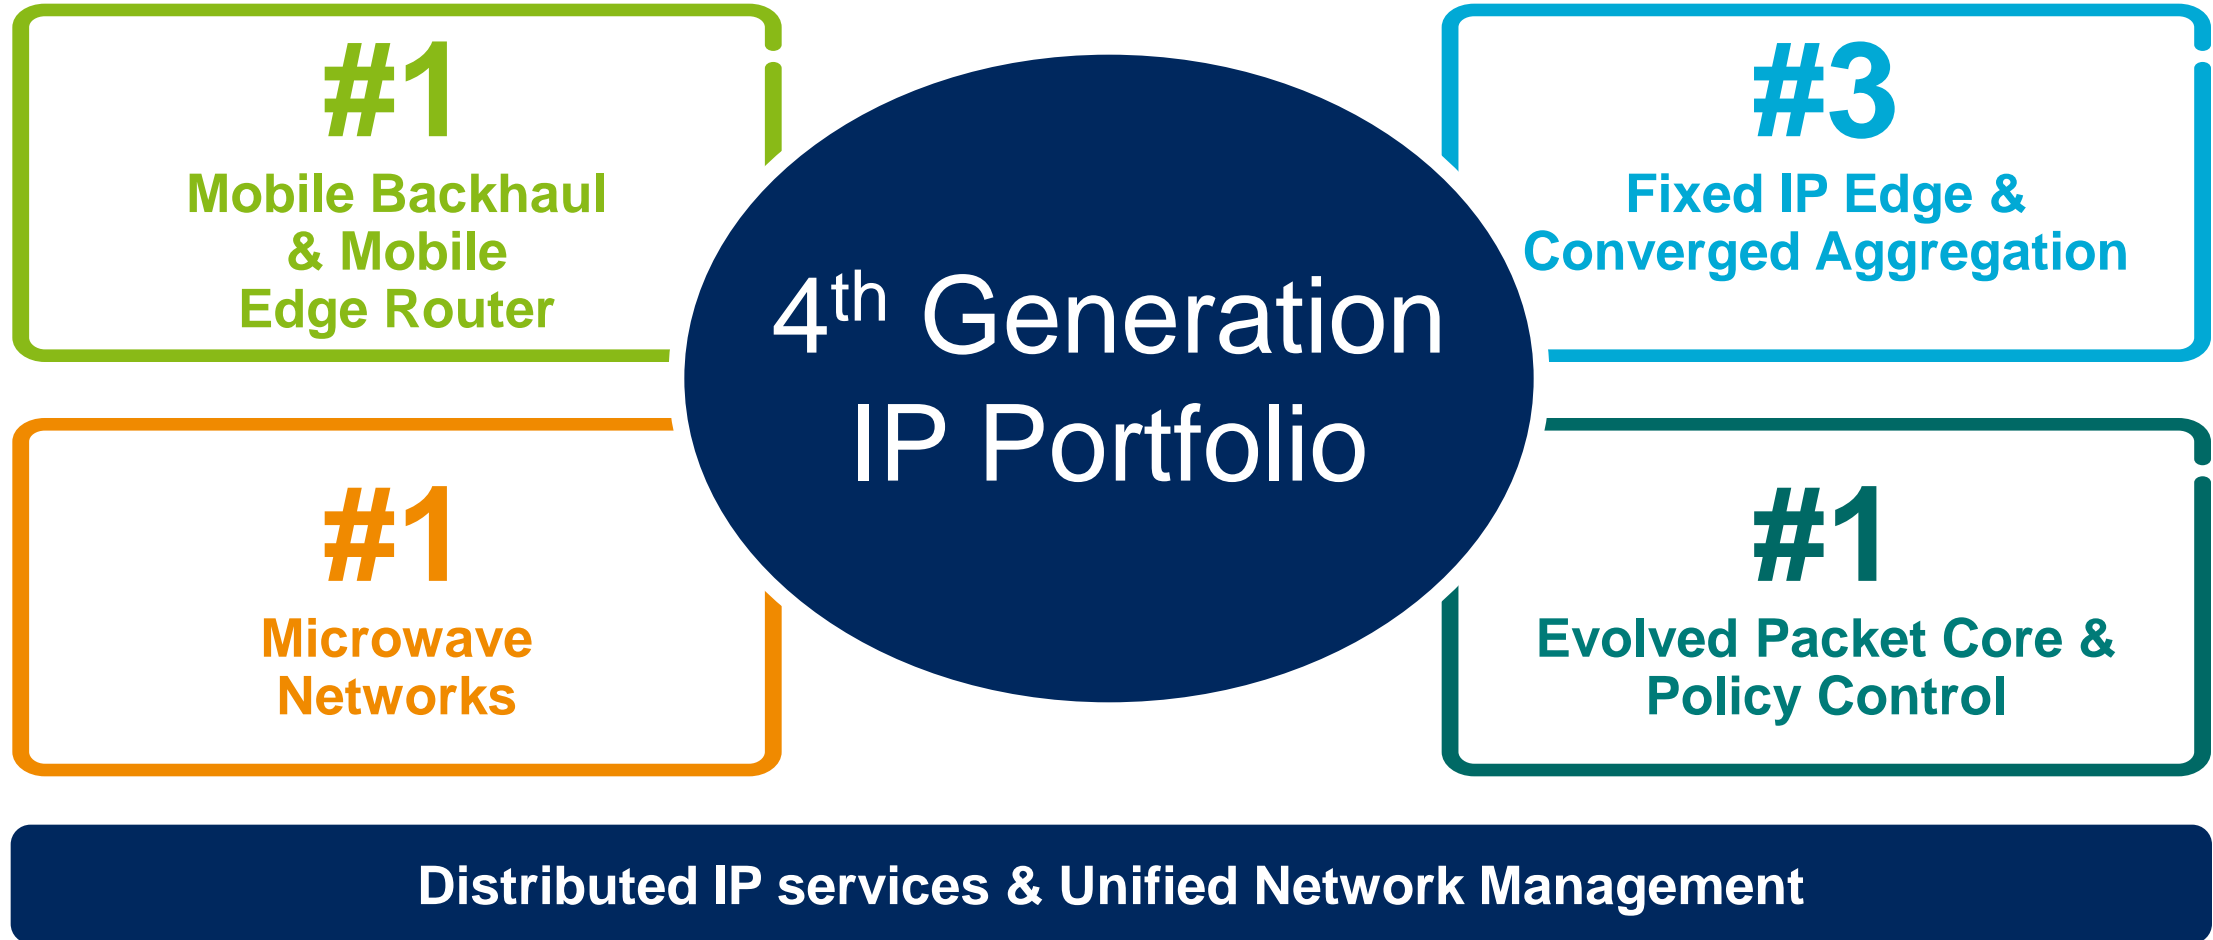 #1
Mobile Backhaul
& Mobile
Edge Router
#3
Fixed IP Edge &
Converged Aggregation
4th Generation
IP Portfolio
#1
Microwave
Networks
#1
Evolved Packet Core &
Policy Control
Distributed IP services & Unified Network Management